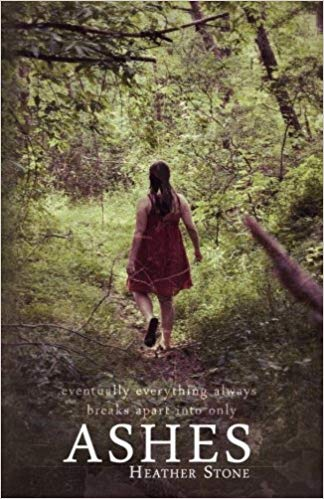 eventually everything always
breaks apart into only
ASHES
HEATHER STONE